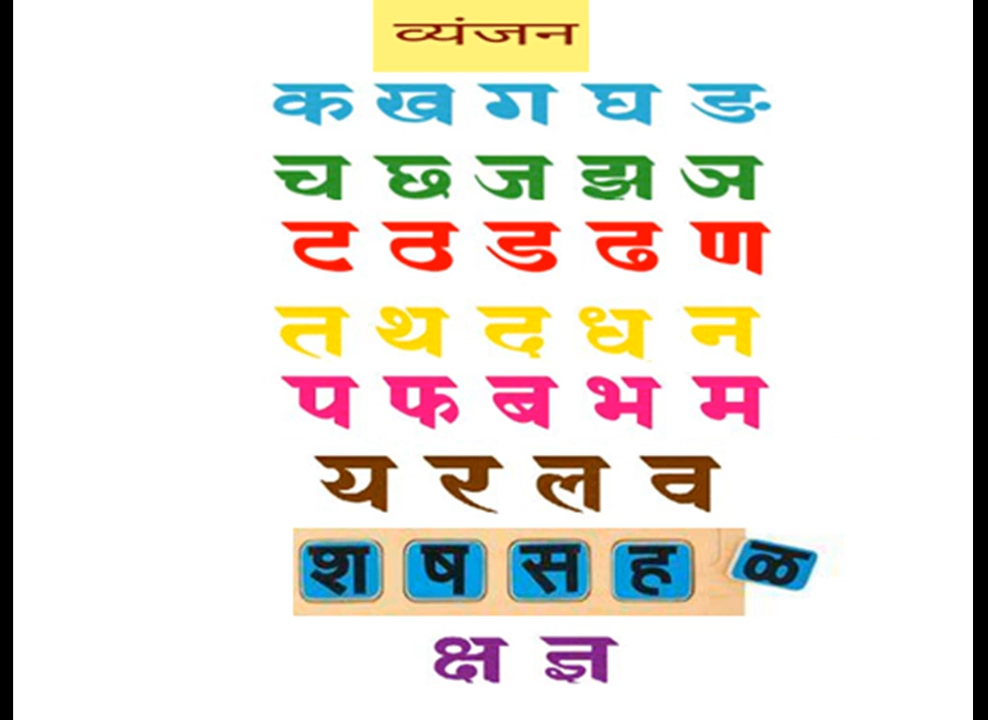 व्यंजन
क ख ग घ ङ
च छ ज झ ञ
ट ठ ड ढ ण
त थ द ध न
प फ ब भ म
य र ल व
श ष स ह ळ
क्ष ज्ञ